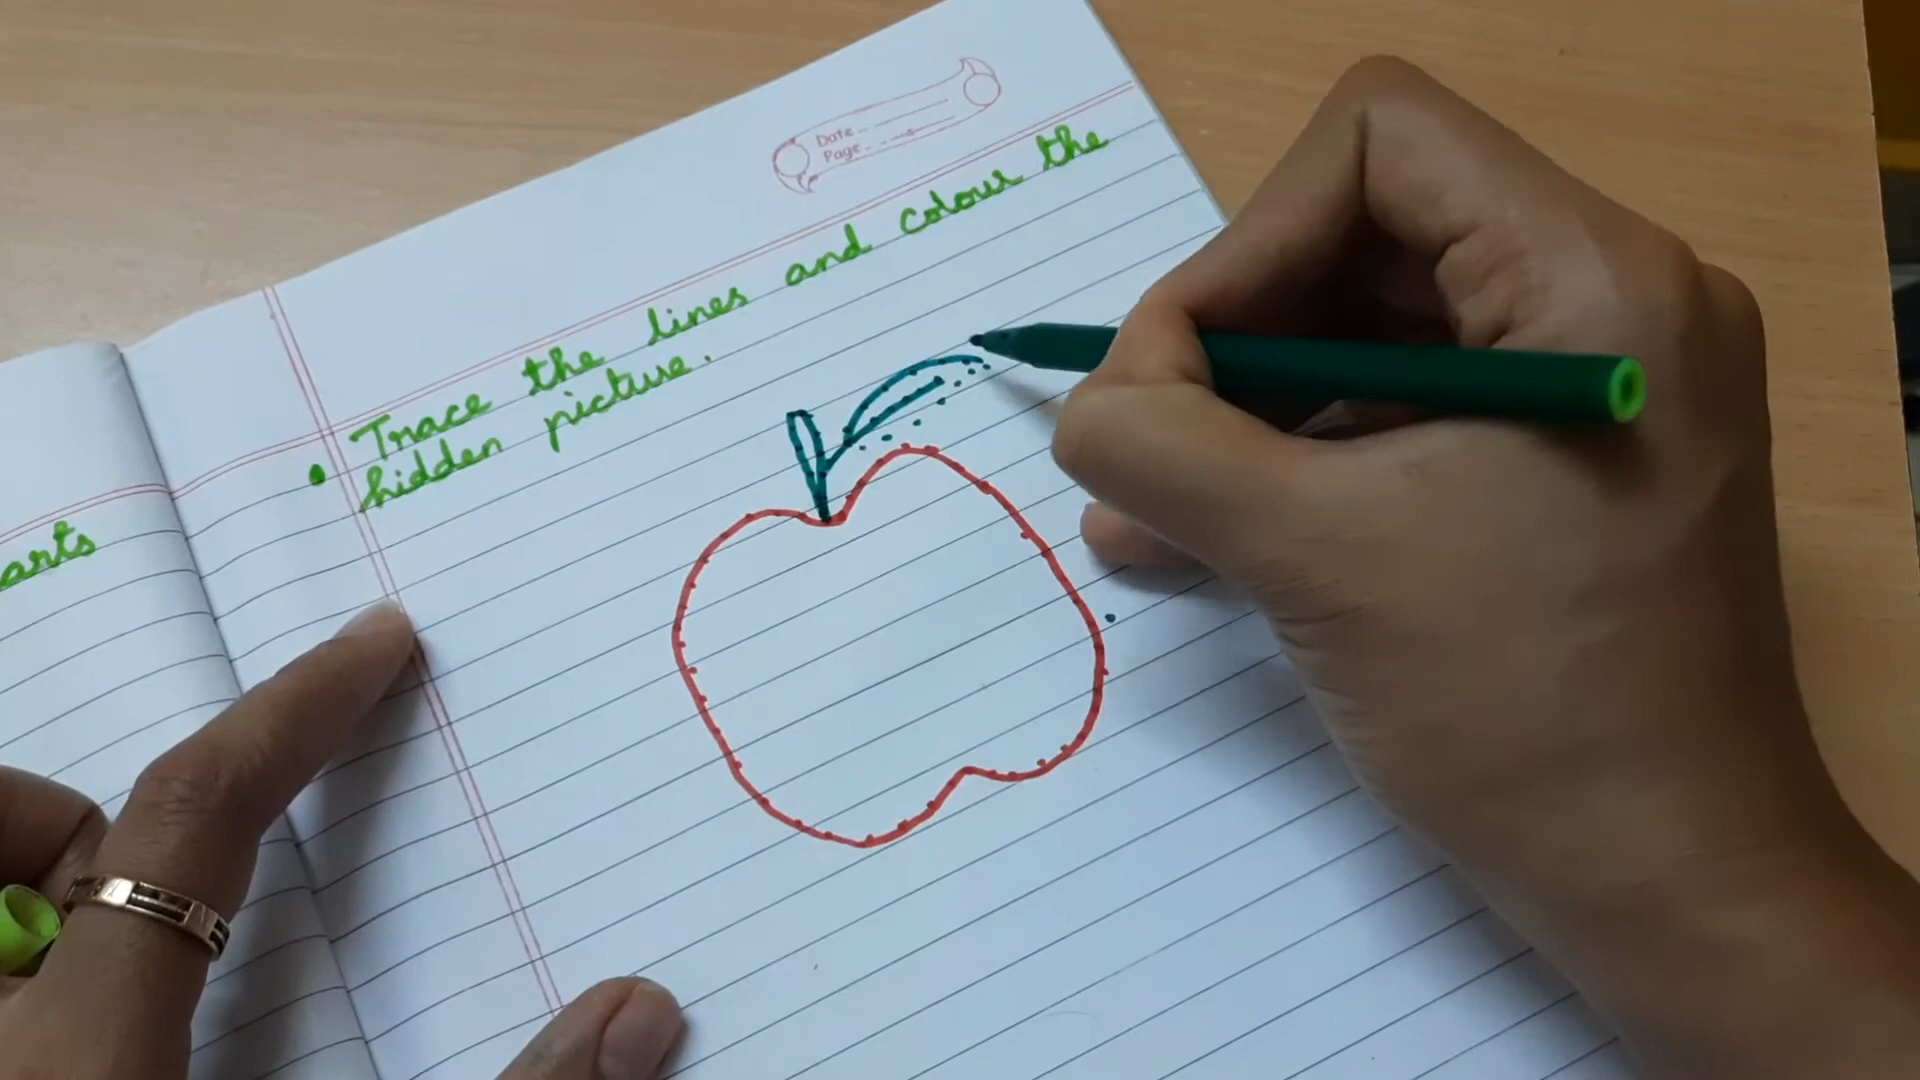 Date
Page
Trace the lines and colour the
hidden picture.
arts